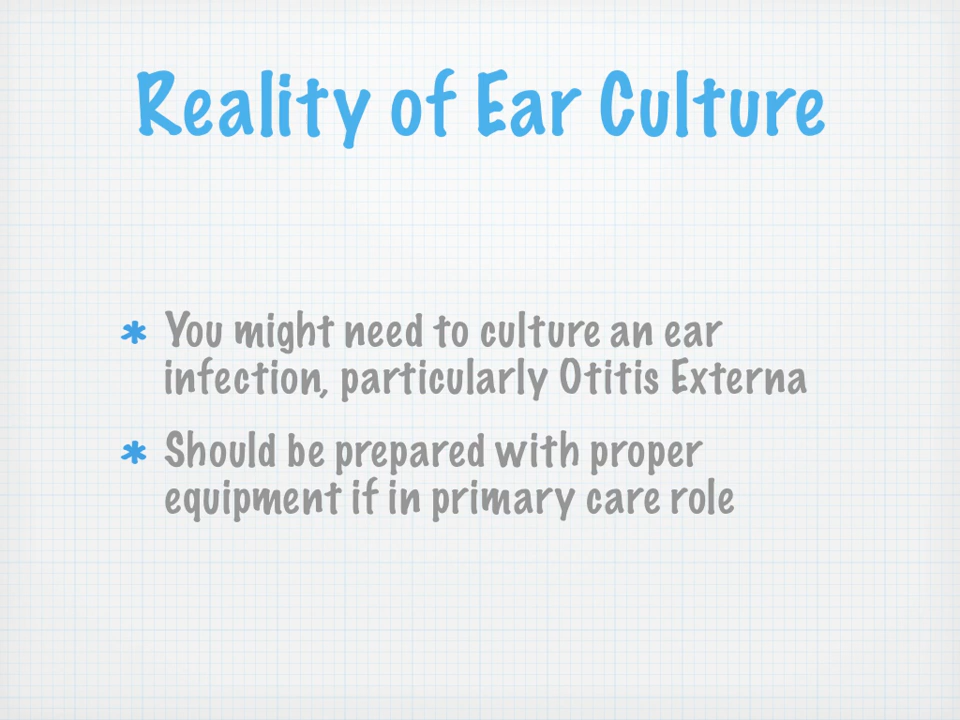 Reality of Ear Culture
* You might need to culture an ear
infection, particularly Otitis Externa
* Should be prepared with proper
equipment if in primary care role